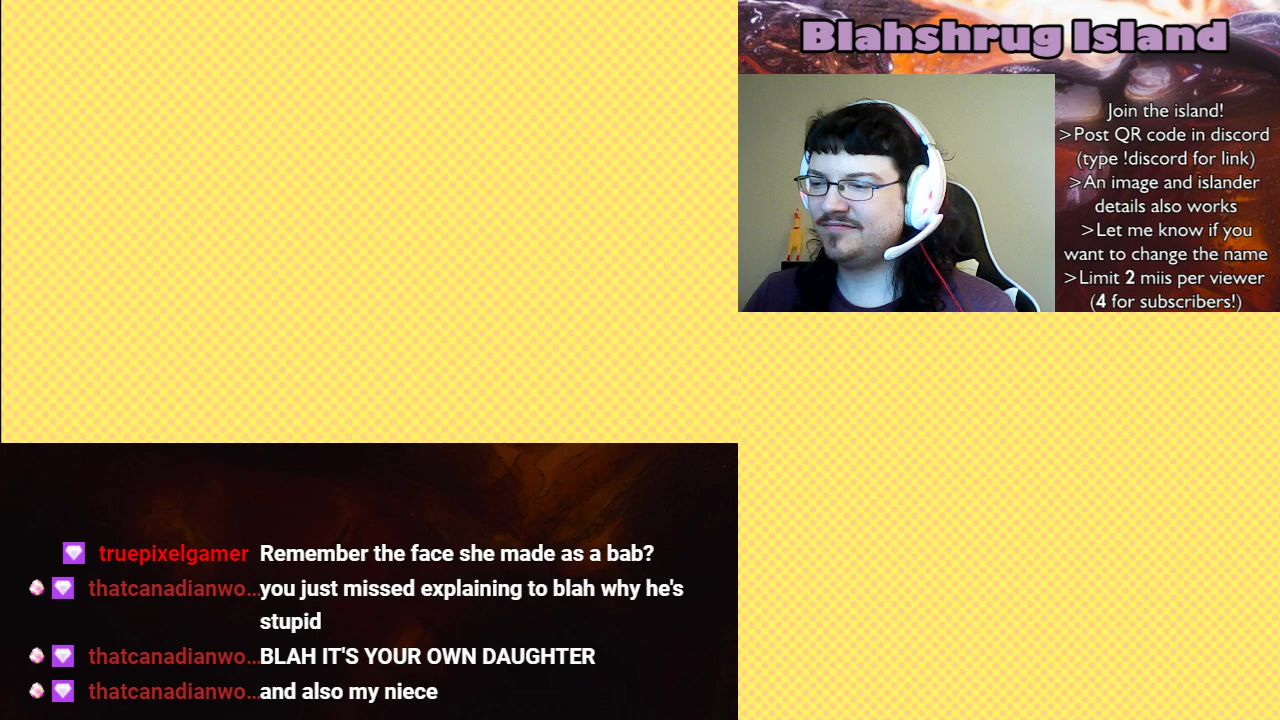 Blahshrug Island
Join the island!
>Post QR code in discord
(type !discord for link)
>An image and islander
details also works
>Let me know if you
want to change the name
>Limit 2 miis per viewer
(4 for subscribers!)
truepixelgamer Remember the face she made as a bab?
thatcanadianwo... you just missed explaining to blah why he's
stupid
thatcanadianwo... BLAH IT'S YOUR OWN DAUGHTER
thatcanadianwo... and also my niece